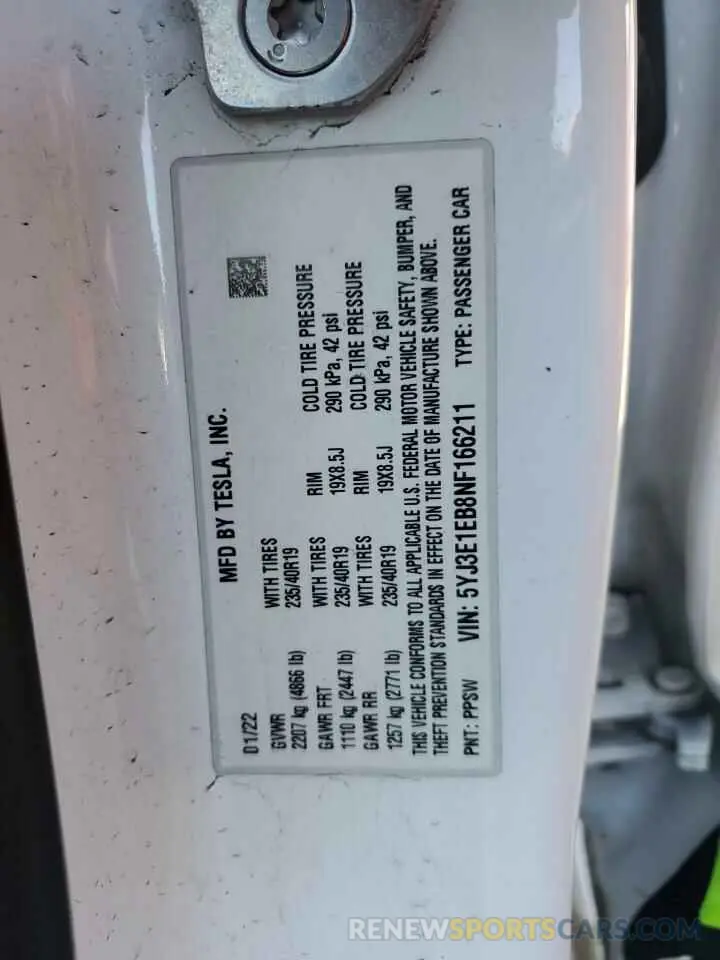 MFD BY TESLA, INC.
01/22
GVWR WITH TIRES RIM COLD TIRE PRESSURE
2207 kg (4866 lb) 235/40R19 19X8.5J 290 kPa, 42 psi
GAWR FRT WITH TIRES RIM COLD TIRE PRESSURE
1110 kg (2447 lb) 235/40R19 19X8.5J 290 kPa, 42 psi
GAWR RR WITH TIRES
1257 kg (2771 lb) 235/40R19
THIS VEHICLE CONFORMS TO ALL APPLICABLE U.S. FEDERAL MOTOR VEHICLE SAFETY, BUMPER, AND
THEFT PREVENTION STANDARDS IN EFFECT ON THE DATE OF MANUFACTURE SHOWN ABOVE.
PNT: PPSW VIN: 5YJ3E1EB8NF166211 TYPE: PASSENGER CAR
RENEWSPORTSCARS.COM